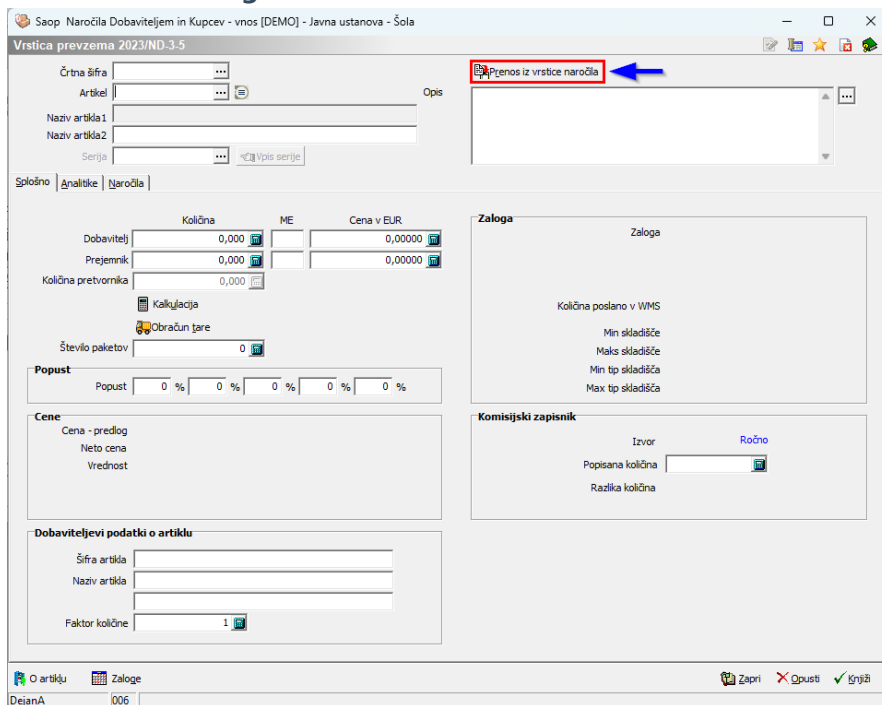 Saop Naročila Dobaviteljem in Kupcev - vnos [DEMO] - Javna ustanova - Šola
Vrstica prevzema 2023/ND-3-5
Črtna šifra ...
Prenos iz vrstice naročila
Artikel ...
Opis
...
Naziv artikla1
Naziv artikla2
Serija ... Vpis serije
Splošno Analitike Naročila
Količina ME Cena v EUR
Dobavitelj 0,000 0,00000
Prejemnik 0,000 0,00000
Količina pretvornika 0,000
Kalkulacija
Obračun tare
Število paketov 0
Popust
Popust 0 % 0 % 0 % 0 % 0 %
Zaloga
Zaloga
Količina poslano v WMS
Min skladišče
Maks skladišče
Min tip skladišča
Max tip skladišča
Cene
Cena - predlog
Neto cena
Vrednost
Komisijski zapisnik
Izvor Ročno
Popisana količina
Razlika količina
Dobaviteljevi podatki o artiklu
Šifra artikla
Naziv artikla
Faktor količine 1
O artiklu Zaloge Zapri Opusti Knjiži
DejanA 006